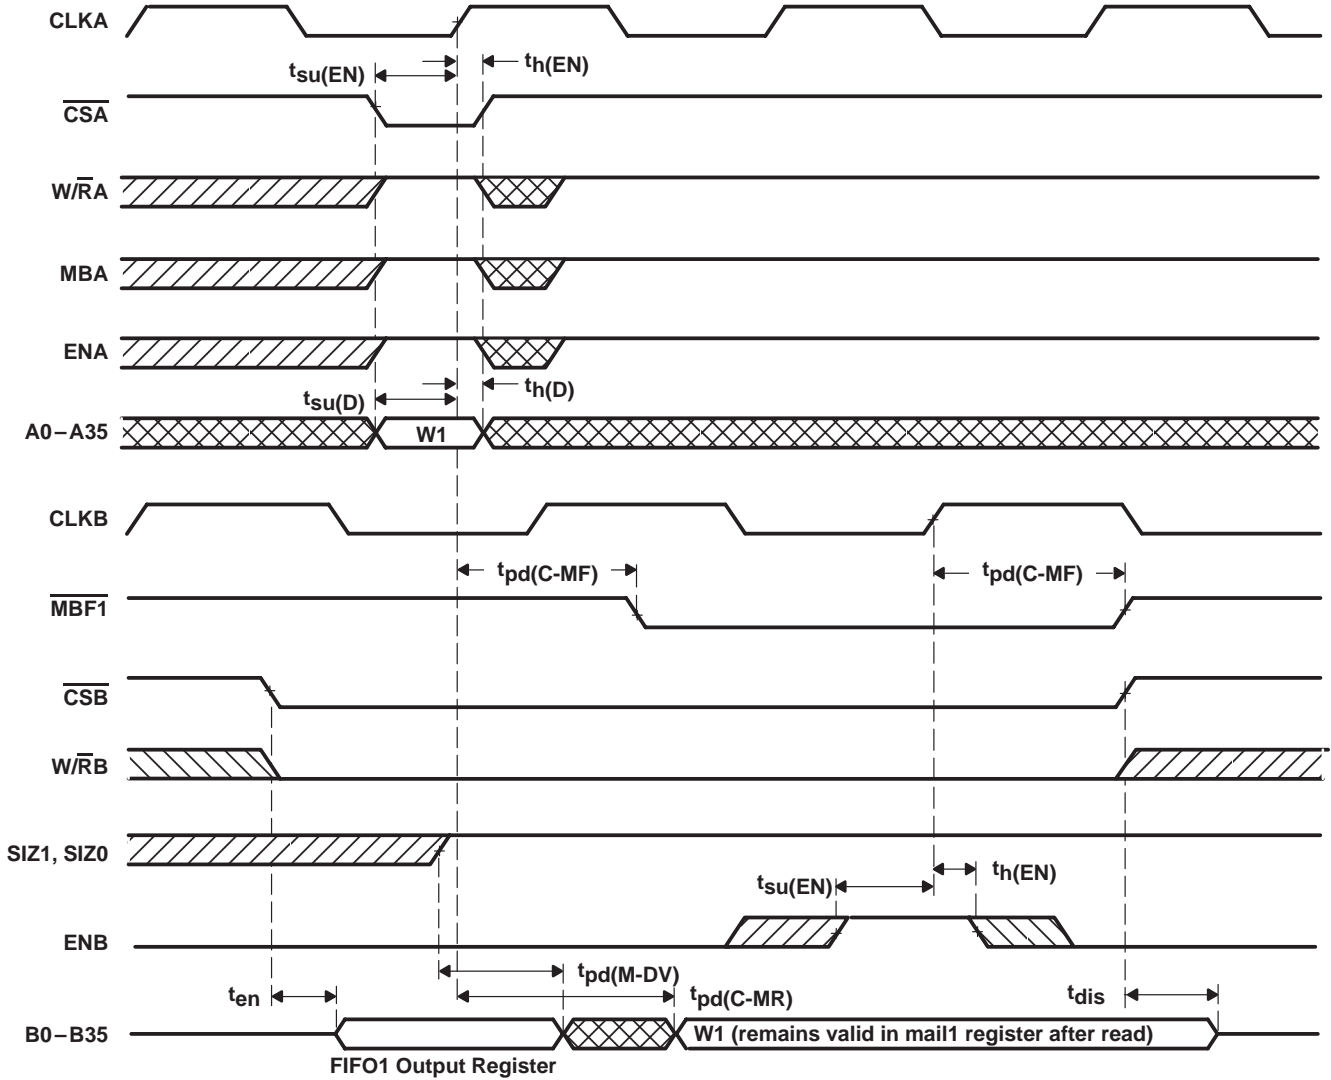 CLKA
tsu(EN)
th(EN)
CSA
W/RA
MBA
ENA
tsu(D)
th(D)
A0–A35
W1
CLKB
tpd(C-MF)
tpd(C-MF)
MBF1
CSB
W/RB
SIZ1, SIZ0
tsu(EN)
th(EN)
ENB
tpd(M-DV)
ten
tpd(C-MR)
tdis
B0–B35
W1 (remains valid in mail1 register after read)
FIFO1 Output Register